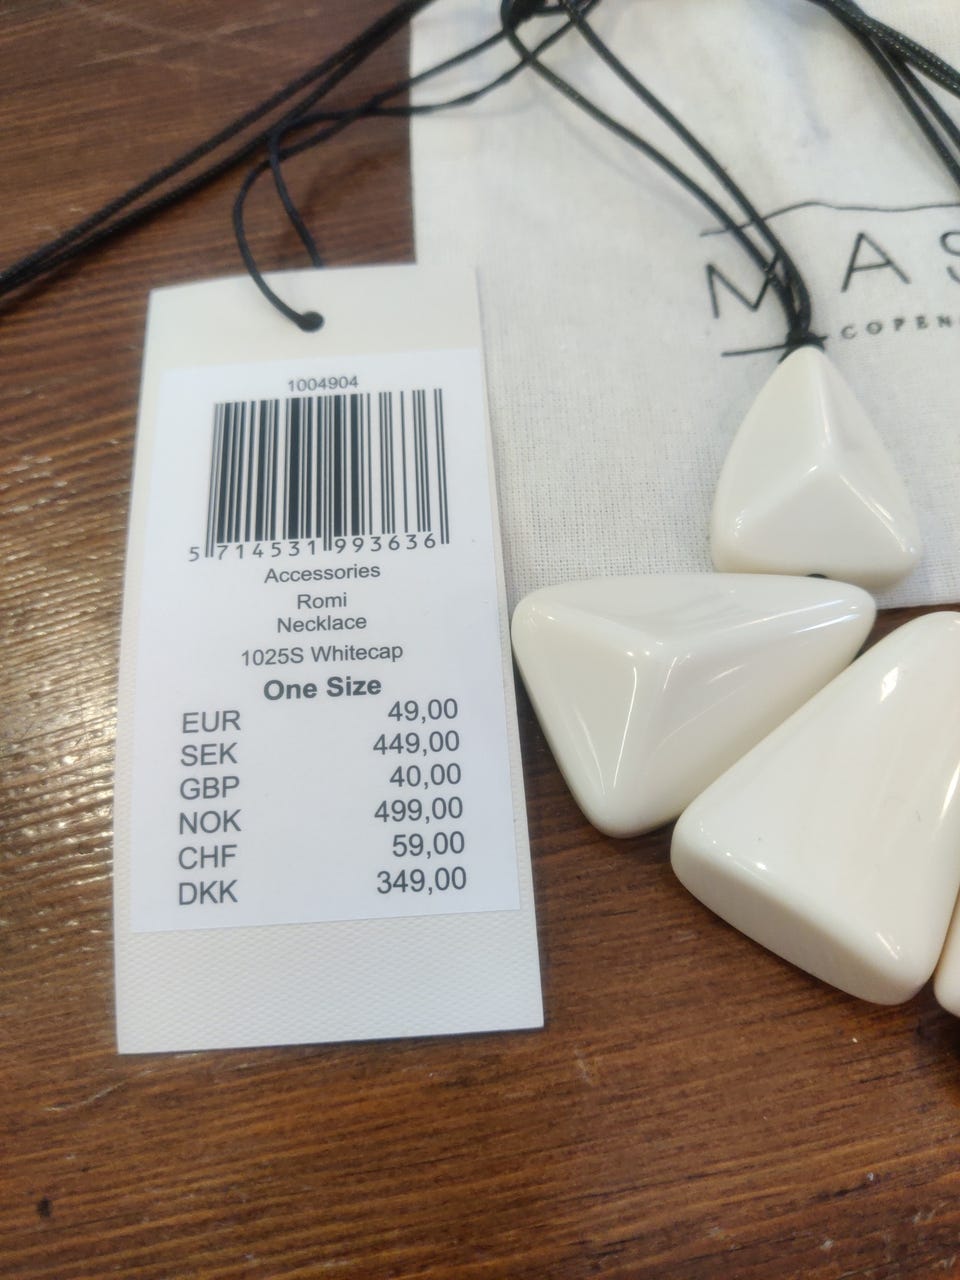 1004904
5 714531 993636
Accessories
Romi
Necklace
1025S Whitecap
One Size
EUR 49,00
SEK 449,00
GBP 40,00
NOK 499,00
CHF 59,00
DKK 349,00
MAS
COPEN